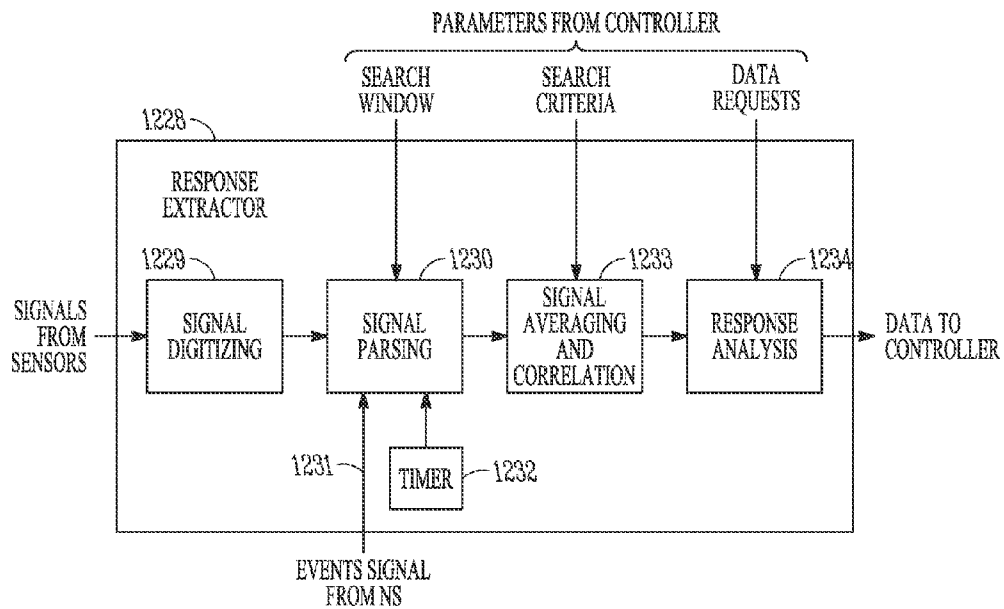 PARAMETERS FROM CONTROLLER
SEARCH
WINDOW
SEARCH
CRITERIA
DATA
REQUESTS
1228
RESPONSE
EXTRACTOR
1229
1230
1233
1234
SIGNALS
FROM
SENSORS
SIGNAL
DIGITIZING
SIGNAL
PARSING
SIGNAL
AVERAGING
AND
CORRELATION
RESPONSE
ANALYSIS
DATA TO
CONTROLLER
1231
TIMER
1232
EVENTS SIGNAL
FROM NS